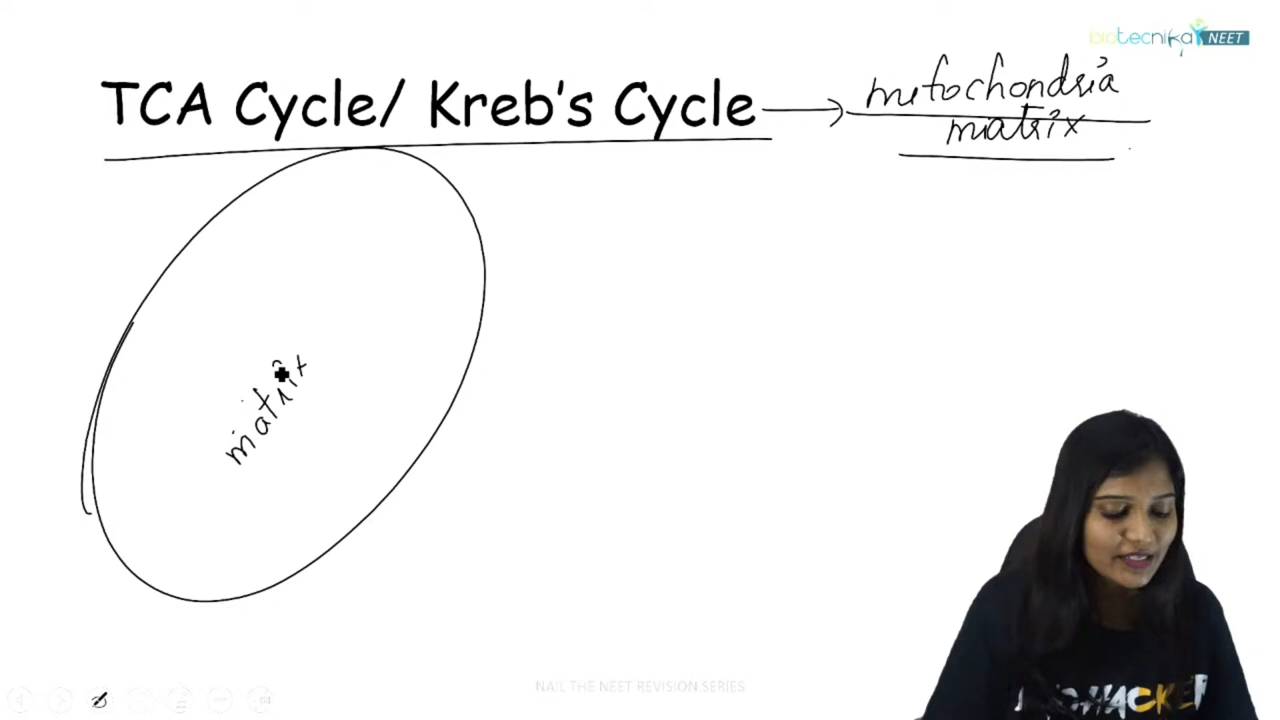 biotecnika NEET
TCA Cycle/ Kreb's Cycle
mitochondria
matrix
matrix
NAIL THE NEET REVISION SERIES